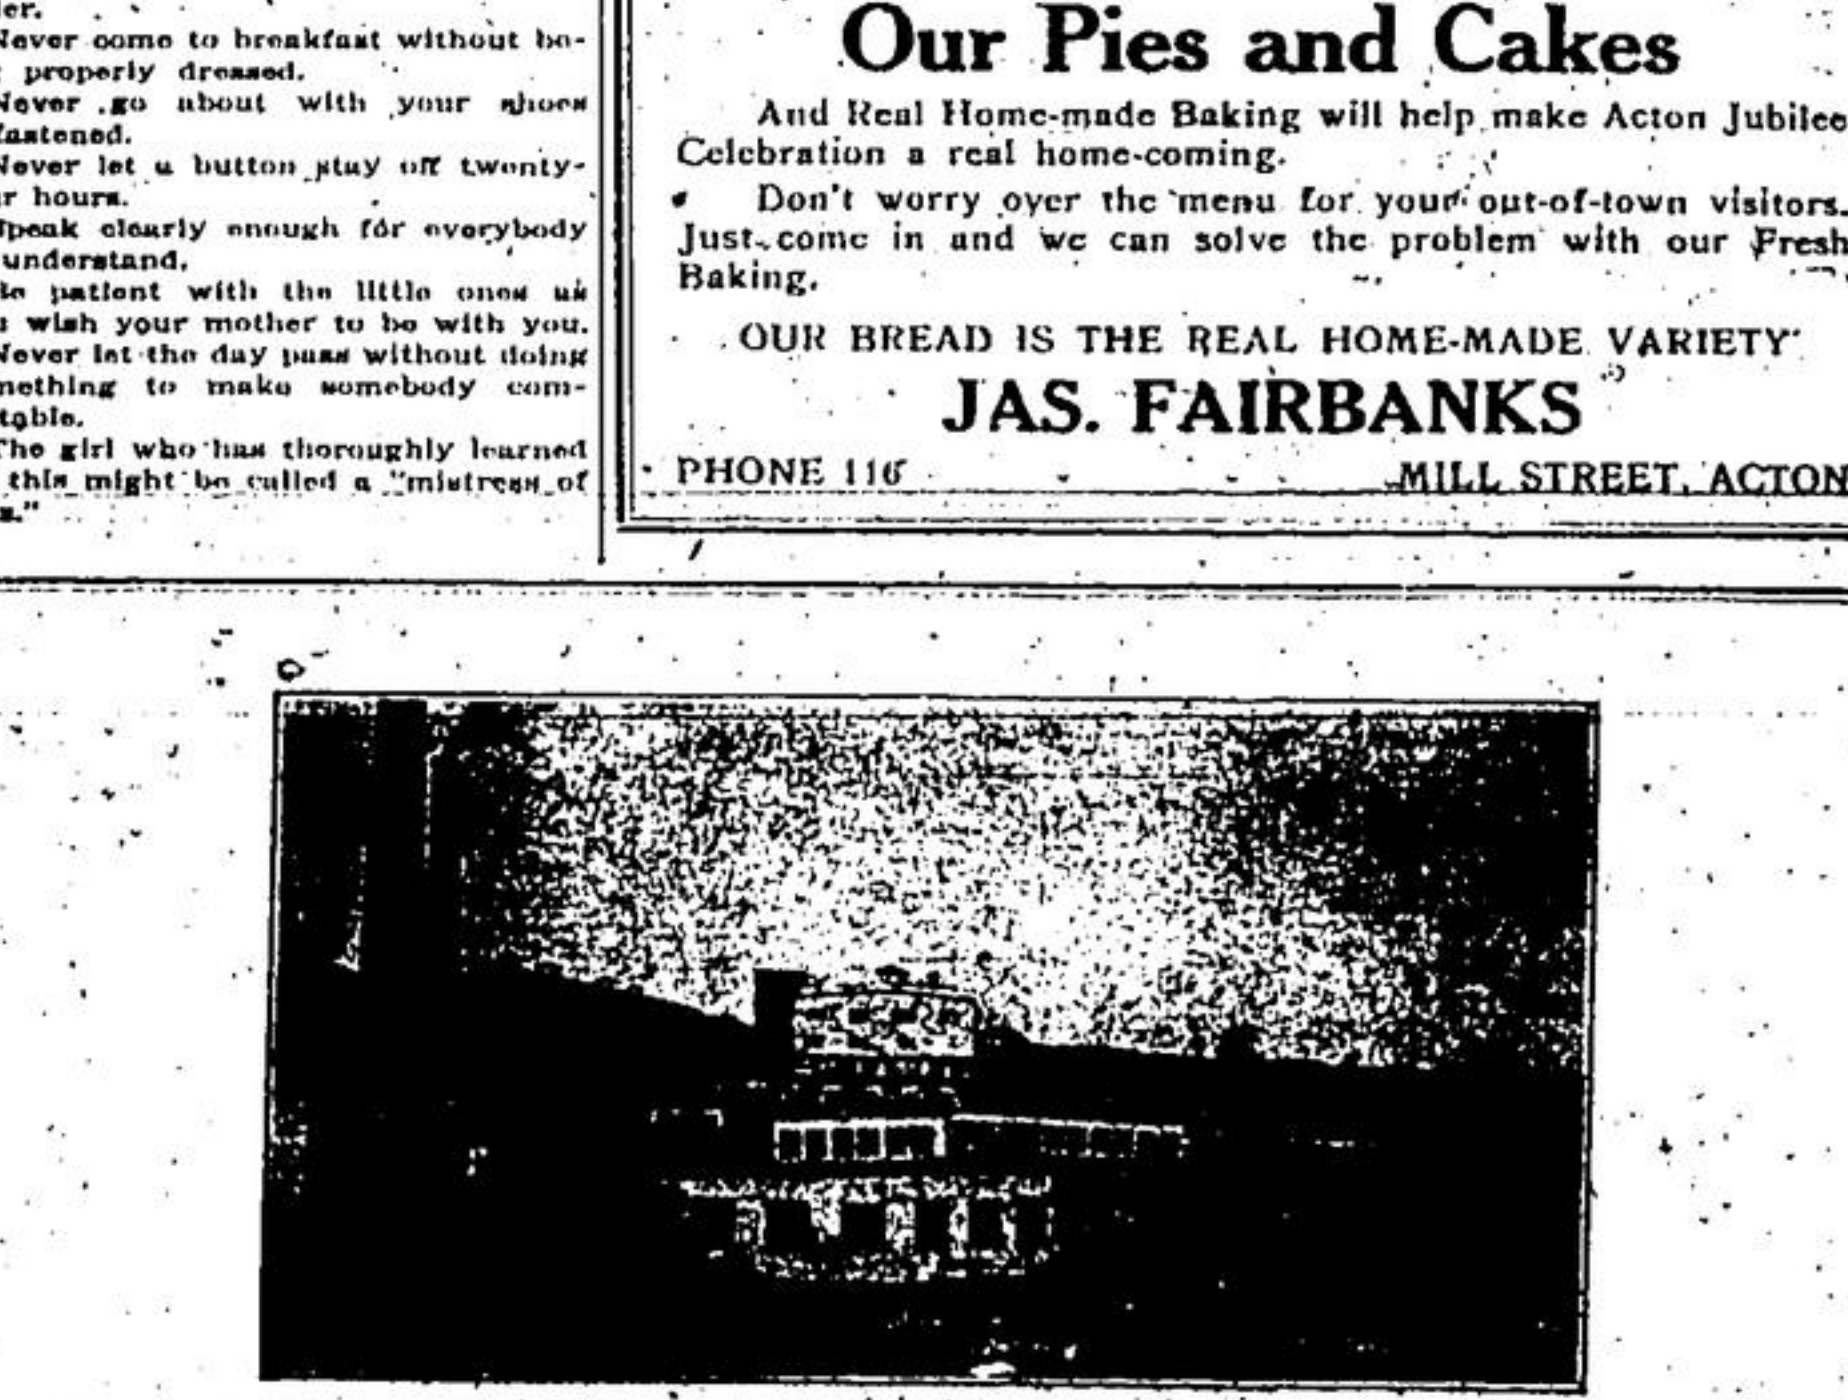 er.
Never come to breakfast without be-
properly dressed.
Never go about with your shoes
fastened.
Never let a button stay off twenty-
r hours.
Speak clearly enough for everybody
understand.
Be patient with the little ones as
wish your mother to be with you.
Never let the day pass without doing
mething to make somebody com-
table.
The girl who has thoroughly learned
this might be called a "mistress of
s."
Our Pies and Cakes
And Real Home-made Baking will help make Acton Jubilee
Celebration a real home-coming.
Don't worry over the menu for your out-of-town visitors.
Just come in and we can solve the problem with our Fresh
Baking.
OUR BREAD IS THE REAL HOME-MADE VARIETY
JAS. FAIRBANKS
PHONE 116
MILL STREET, ACTON